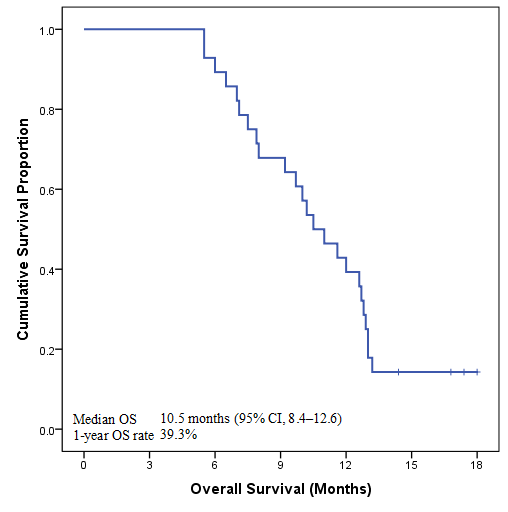 1.0
0.8
0.6
0.4
0.2
0.0
Cumulative Survival Proportion
Median OS 10.5 months (95% CI, 8.4–12.6)
1-year OS rate 39.3%
0 3 6 9 12 15 18
Overall Survival (Months)